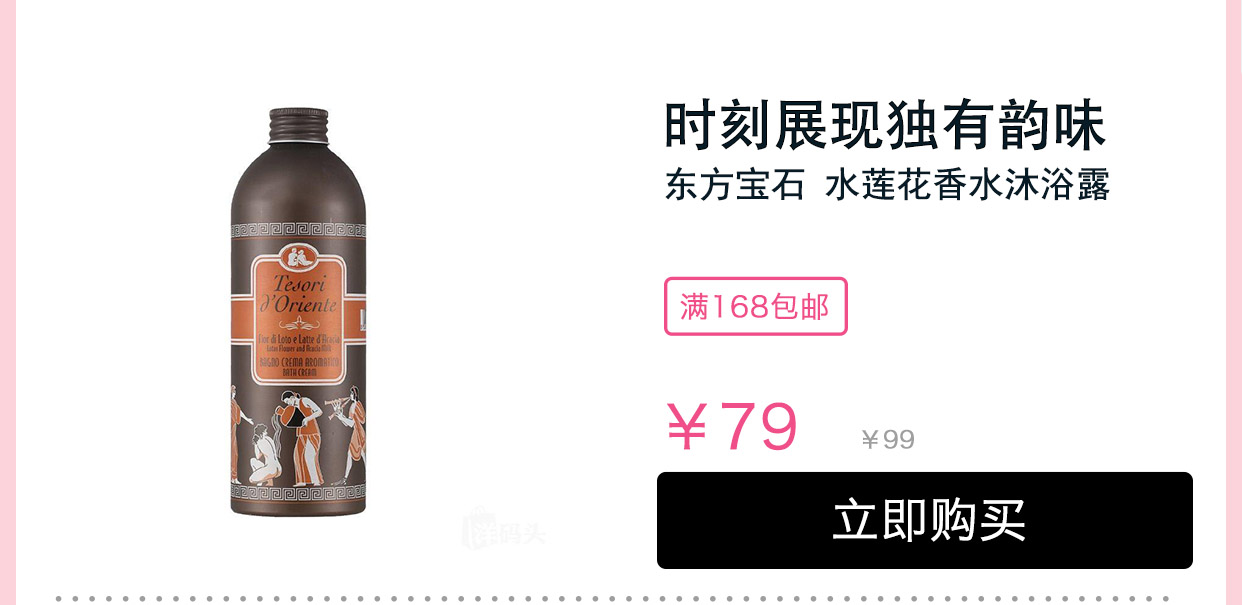 时刻展现独有韵味
东方宝石 水莲花香水沐浴露
满168包邮
￥79 ￥99
立即购买
Tesori
d'Oriente
Fior di Loto e Latte d'Acacia
Lotus Flower and Acacia Milk
BAGNO CREMA AROMATICO
BATH CREAM
码头